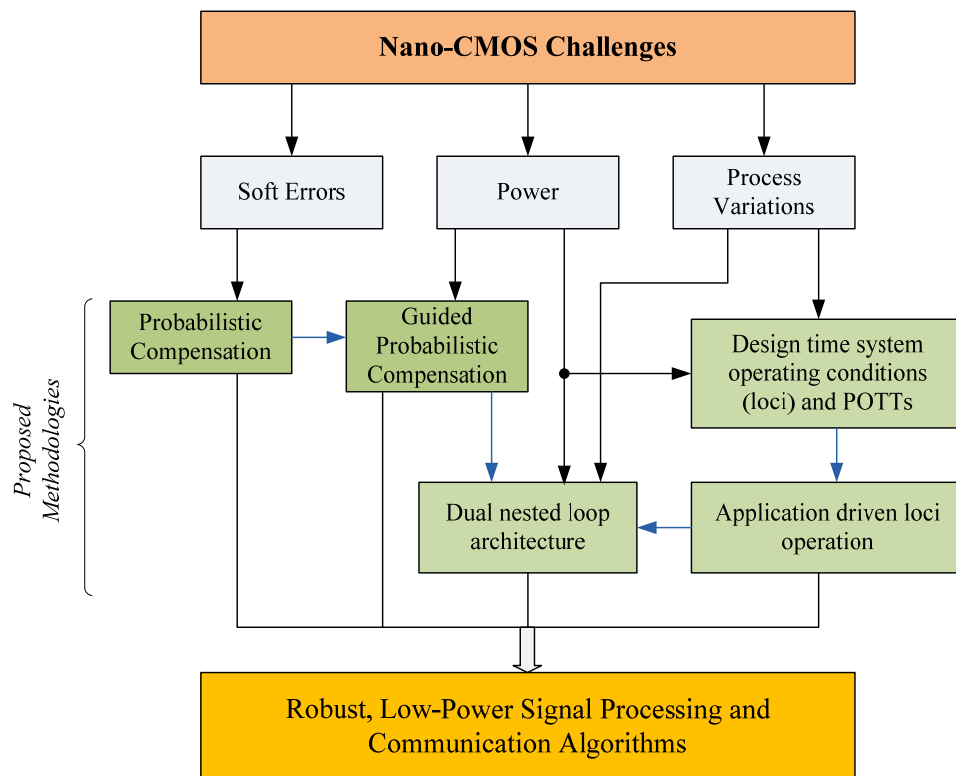 Nano-CMOS Challenges
Soft Errors
Power
Process
Variations
Proposed
Methodologies
Probabilistic
Compensation
Guided
Probabilistic
Compensation
Design time system
operating conditions
(loci) and POTTs
Dual nested loop
architecture
Application driven loci
operation
Robust, Low-Power Signal Processing and
Communication Algorithms